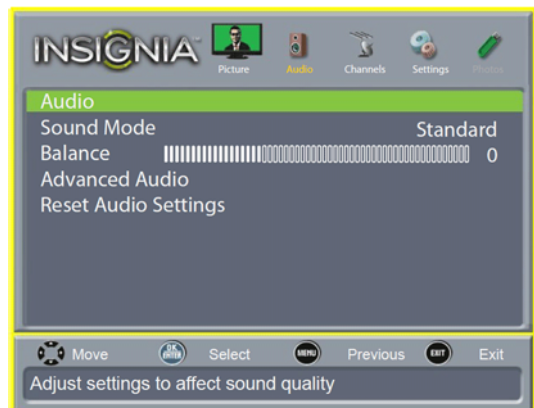 INSIGNIA
Picture
Audio
Channels
Settings
Photos
Audio
Sound Mode Standard
Balance 0
Advanced Audio
Reset Audio Settings
Move
OK ENTER Select
MENU Previous
EXIT Exit
Adjust settings to affect sound quality